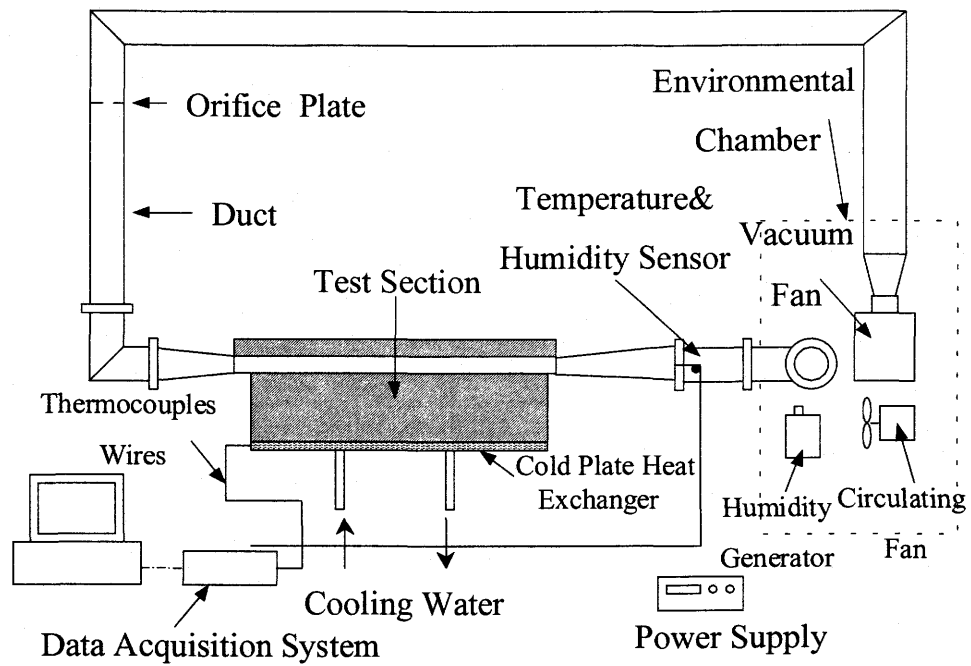 Environmental
Chamber
Orifice Plate
Duct
Temperature&
Humidity Sensor
Vacuum
Fan
Test Section
Thermocouples
Wires
Cold Plate Heat
Exchanger
Humidity
Generator
Circulating
Fan
Cooling Water
Data Acquisition System
Power Supply